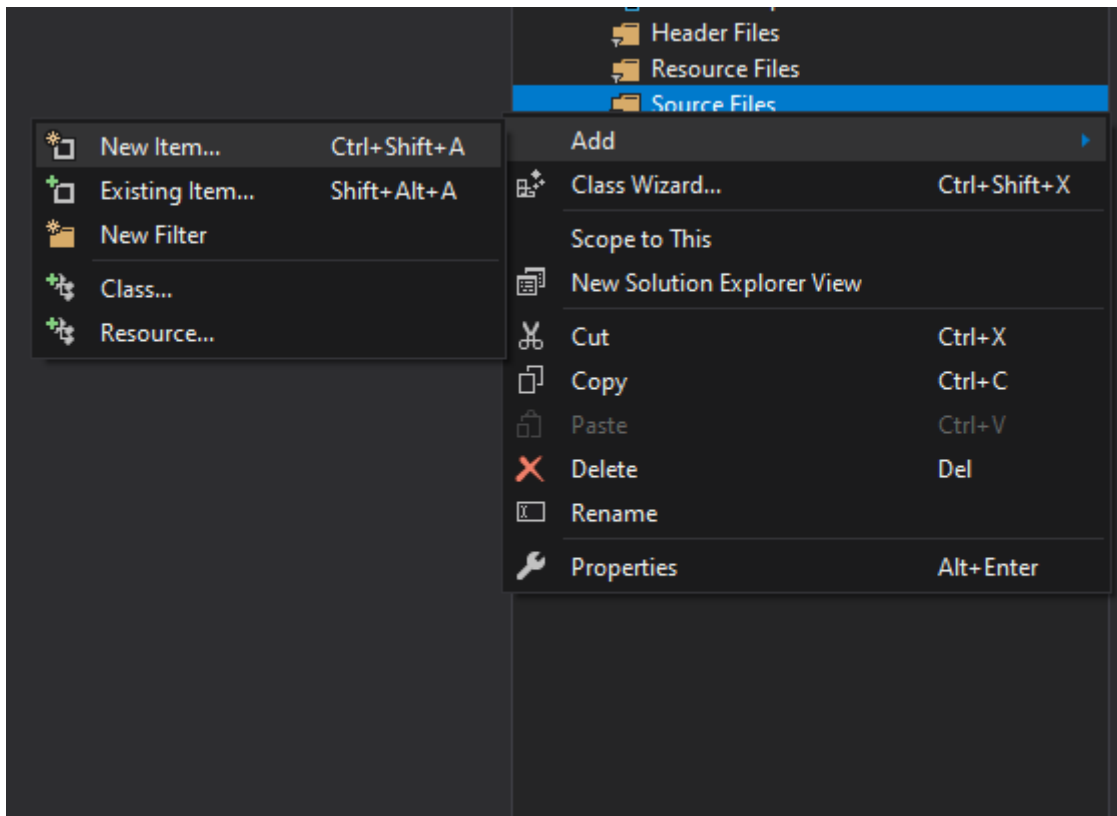 Header Files
Resource Files
Source Files
New Item... Ctrl+Shift+A
Existing Item... Shift+Alt+A
New Filter
Class...
Resource...
Add
Class Wizard... Ctrl+Shift+X
Scope to This
New Solution Explorer View
Cut Ctrl+X
Copy Ctrl+C
Paste Ctrl+V
Delete Del
Rename
Properties Alt+Enter